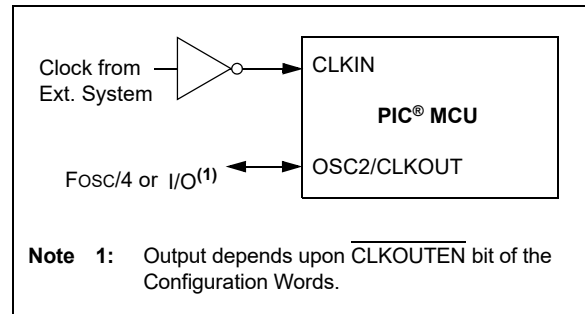 Clock from
Ext. System
CLKIN
PIC® MCU
FOSC/4 or I/O(1)
OSC2/CLKOUT
Note 1: Output depends upon CLKOUTEN bit of the
Configuration Words.